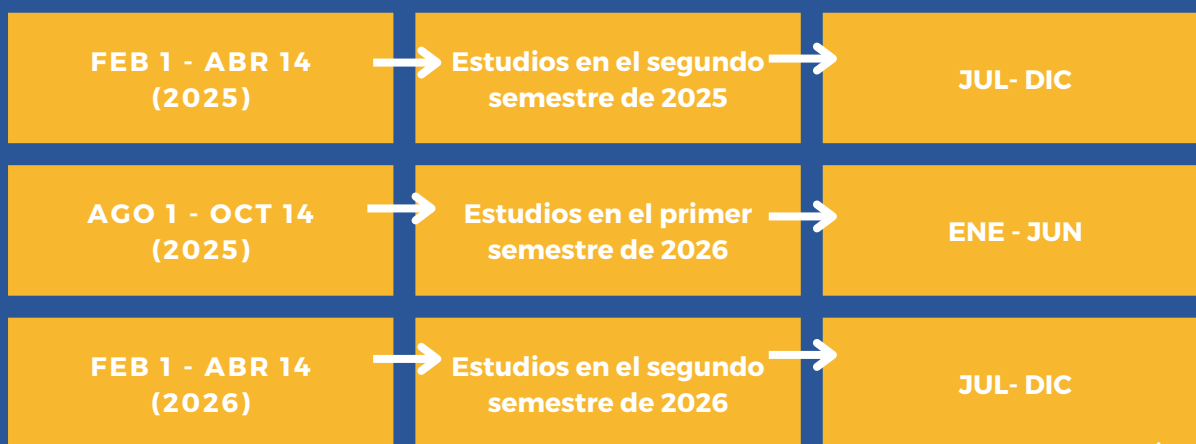 FEB 1 - ABR 14
(2025)
Estudios en el segundo
semestre de 2025
JUL- DIC
AGO 1 - OCT 14
(2025)
Estudios en el primer
semestre de 2026
ENE - JUN
FEB 1 - ABR 14
(2026)
Estudios en el segundo
semestre de 2026
JUL- DIC